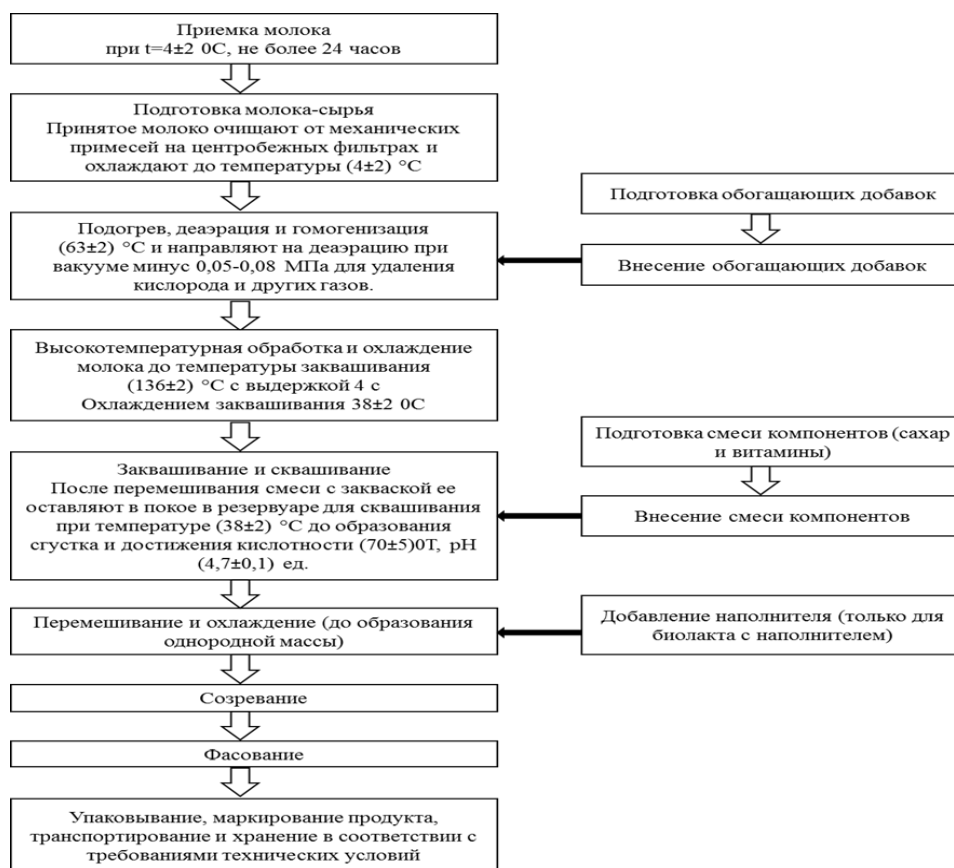 Приемка молока
при t=4±2 0С, не более 24 часов
Подготовка молока-сырья
Принятое молоко очищают от механических
примесей на центробежных фильтрах и
охлаждают до температуры (4±2) °С
Подготовка обогащающих добавок
Подогрев, деаэрация и гомогенизация
(63±2) °С и направляют на деаэрацию при
вакууме минус 0,05-0,08 МПа для удаления
кислорода и других газов.
Внесение обогащающих добавок
Высокотемпературная обработка и охлаждение
молока до температуры заквашивания
(136±2) °С с выдержкой 4 с
Охлаждением заквашивания 38±2 0С
Подготовка смеси компонентов (сахар
и витамины)
Заквашивание и сквашивание
После перемешивания смеси с закваской ее
оставляют в покое в резервуаре для сквашивания
при температуре (38±2) °С до образования
сгустка и достижения кислотности (70±5)0Т, рН
(4,7±0,1) ед.
Внесение смеси компонентов
Перемешивание и охлаждение (до образования
однородной массы)
Добавление наполнителя (только для
биолакта с наполнителем)
Созревание
Фасование
Упаковывание, маркирование продукта,
транспортирование и хранение в соответствии с
требованиями технических условий